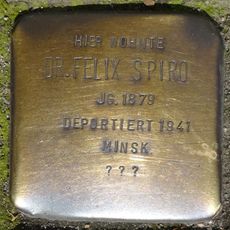 HIER WOHNTE
DR. FELIX SPIRO
JG. 1879
DEPORTIERT 1941
MINSK
? ? ?